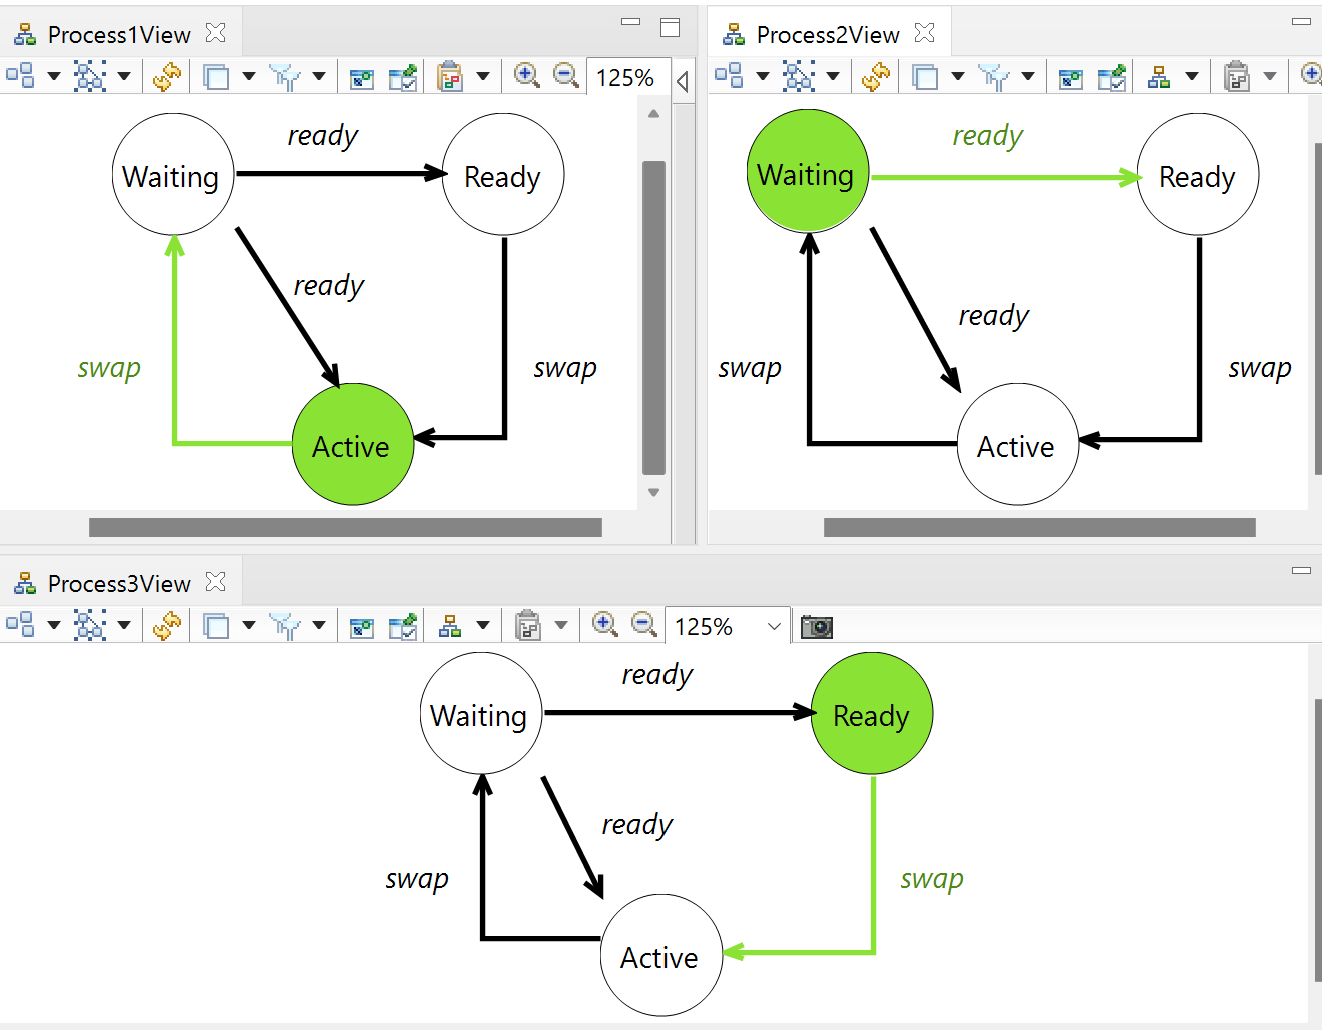 Process1View
125%
Waiting
ready
Ready
ready
swap
swap
Active
Process2View
Waiting
ready
Ready
ready
swap
swap
Active
Process3View
125%
Waiting
ready
Ready
ready
swap
swap
Active